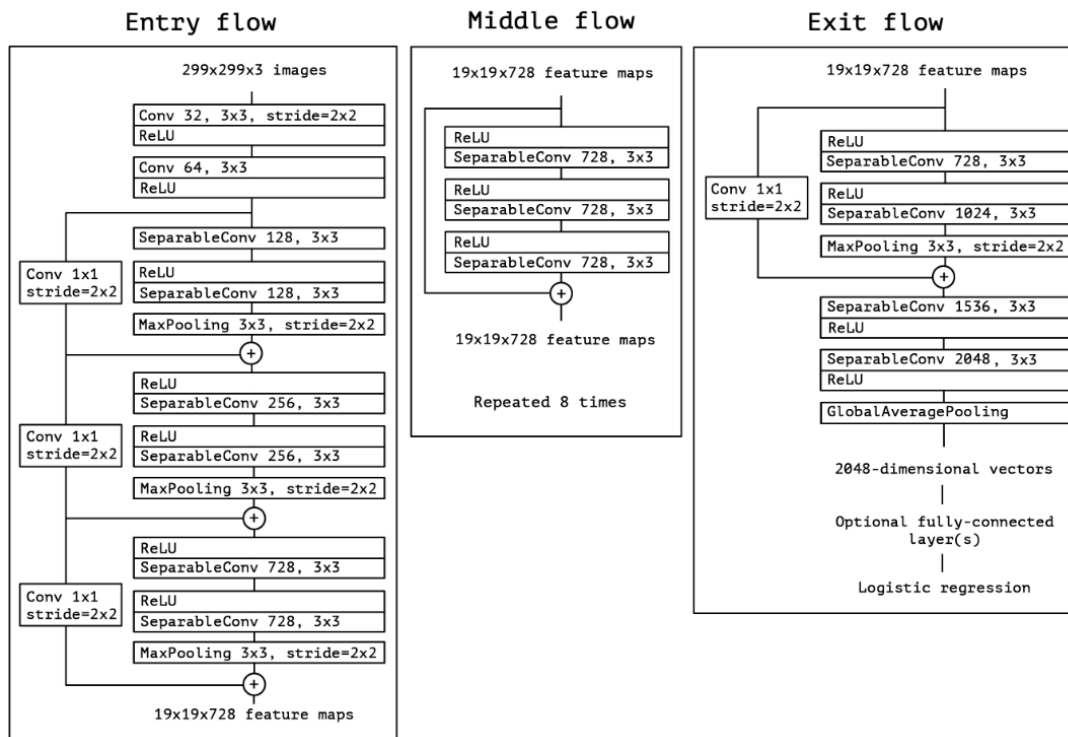 Entry flow
299x299x3 images
Conv 32, 3x3, stride=2x2
ReLU
Conv 64, 3x3
ReLU
SeparableConv 128, 3x3
Conv 1x1
stride=2x2
ReLU
SeparableConv 128, 3x3
MaxPooling 3x3, stride=2x2
+
ReLU
SeparableConv 256, 3x3
Conv 1x1
stride=2x2
ReLU
SeparableConv 256, 3x3
MaxPooling 3x3, stride=2x2
+
ReLU
SeparableConv 728, 3x3
Conv 1x1
stride=2x2
ReLU
SeparableConv 728, 3x3
MaxPooling 3x3, stride=2x2
+
19x19x728 feature maps
Middle flow
19x19x728 feature maps
ReLU
SeparableConv 728, 3x3
ReLU
SeparableConv 728, 3x3
ReLU
SeparableConv 728, 3x3
+
19x19x728 feature maps
Repeated 8 times
Exit flow
19x19x728 feature maps
ReLU
SeparableConv 728, 3x3
Conv 1x1
stride=2x2
ReLU
SeparableConv 1024, 3x3
MaxPooling 3x3, stride=2x2
+
SeparableConv 1536, 3x3
ReLU
SeparableConv 2048, 3x3
ReLU
GlobalAveragePooling
2048-dimensional vectors
Optional fully-connected
layer(s)
Logistic regression